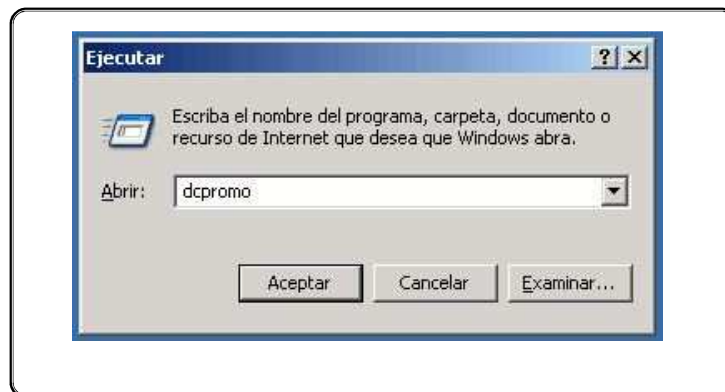 Ejecutar
Escriba el nombre del programa, carpeta, documento o
recurso de Internet que desea que Windows abra.
Abrir: dcpromo
Aceptar Cancelar Examinar...